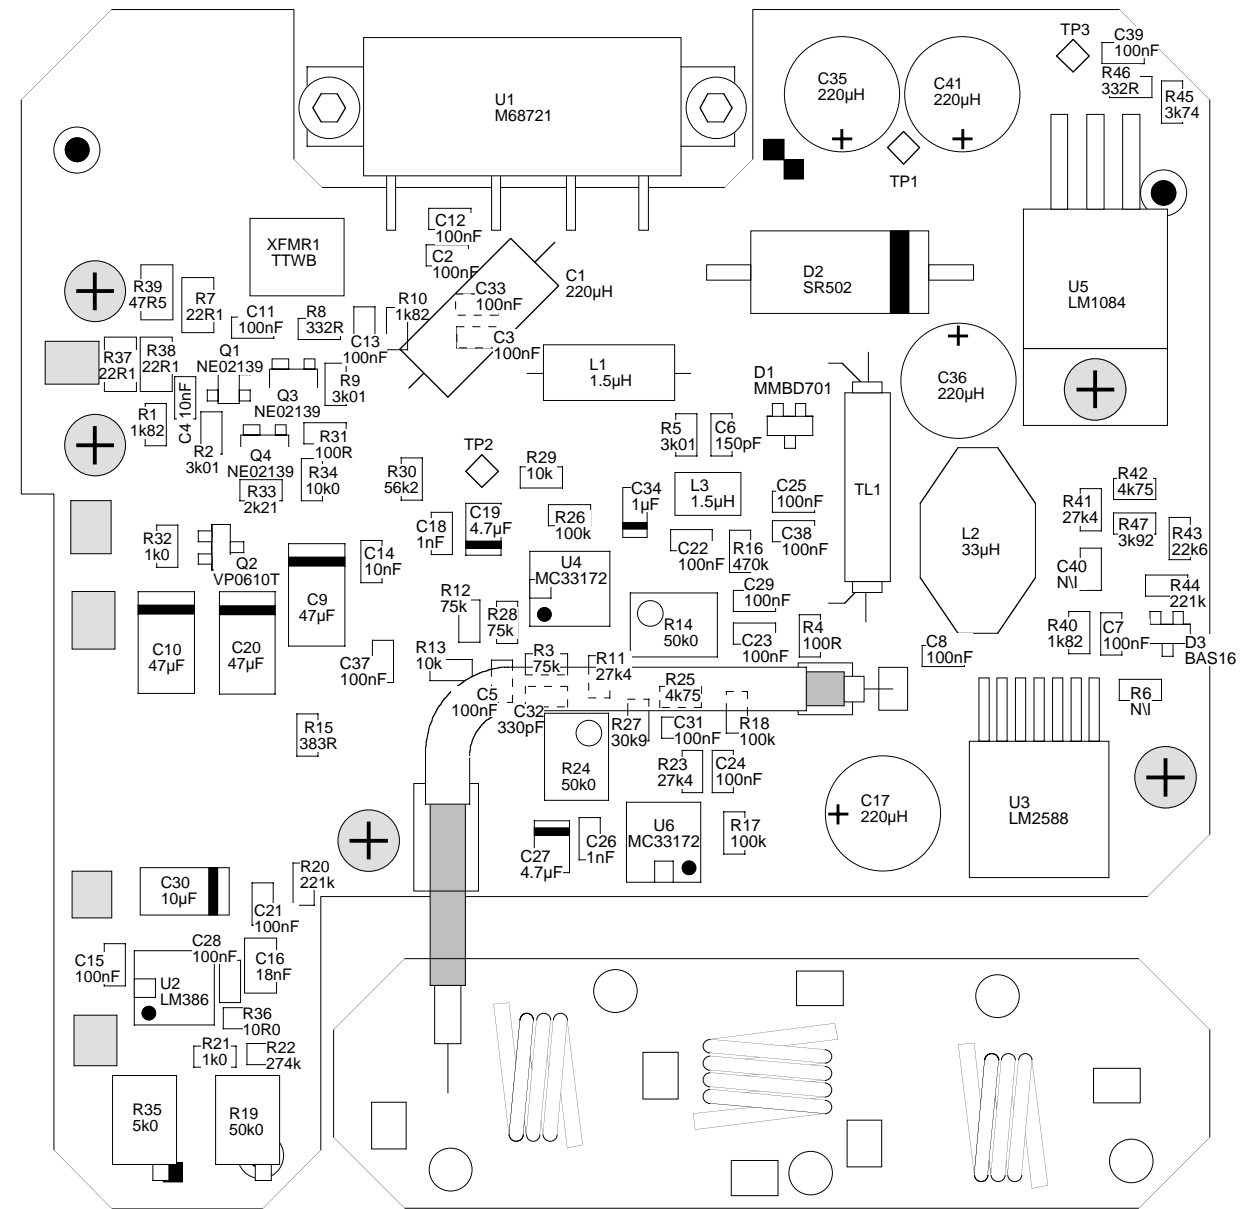 TP3
C39
100nF
R46
332R
R45
3k74
U1
M68721
C35
220µH
C41
220µH
TP1
C12
100nF
C2
100nF
XFMR1
TTWB
D2
SR502
U5
LM1084
R39
47R5
R7
22R1
C11
100nF
R8
332R
C13
100nF
R10
1k82
C33
100nF
C1
220µH
C3
100nF
L1
1.5µH
D1
MMBD701
C36
220µH
R37
22R1
R38
22R1
C4 10nF
Q1
NE02139
Q3
NE02139
R9
3k01
R1
1k82
R2
3k01
Q4
NE02139
R31
100R
R34
10k0
R33
2k21
R30
56k2
TP2
R29
10k
R5
3k01
C6
150pF
L3
1.5µH
C34
1µF
C25
100nF
C38
100nF
TL1
L2
33µH
R42
4k75
R41
27k4
R47
3k92
R43
22k6
R32
1k0
Q2
VP0610T
C14
10nF
C18
1nF
C19
4.7µF
R26
100k
C22
100nF
R16
470k
C40
N\I
R44
221k
C10
47µF
C20
47µF
C9
47µF
R12
75k
R28
75k
U4
MC33172
C29
100nF
R14
50k0
C23
100nF
R4
100R
C8
100nF
R40
1k82
C7
100nF
D3
BAS16
C37
100nF
R13
10k
R3
75k
R11
27k4
R25
4k75
C5
100nF
C32
330pF
R27
30k9
C31
100nF
R18
100k
R6
N\I
R15
383R
R24
50k0
R23
27k4
C24
100nF
C17
220µH
U3
LM2588
C27
4.7µF
C26
1nF
U6
MC33172
R17
100k
C30
10µF
R20
221k
C21
100nF
C15
100nF
U2
LM386
C28
100nF
C16
18nF
R36
10R0
R21
1k0
R22
274k
R35
5k0
R19
50k0